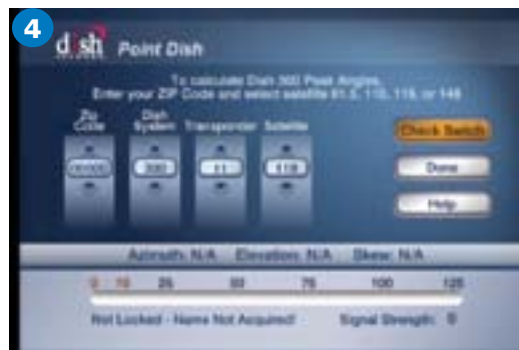 4
dish Point Dish
To calculate Dish 300 Peak Angles,
Enter your ZIP Code and select satellite 61.5, 110, 119, or 148
Zip Code Dish System Transponder Satellite
300 11 119
Check Switch
Done
Help
Azimuth: N/A Elevation: N/A Skew: N/A
0 10 25 50 75 100 125
Not Locked - Name Not Acquired! Signal Strength: 0